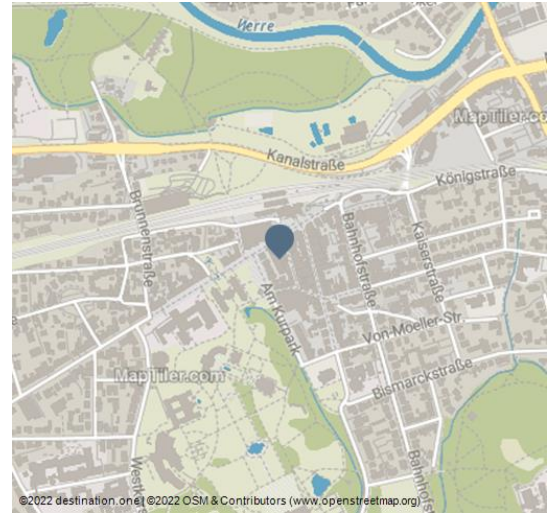 Werre
MapTiler.co
Kanalstraße
Königstraße
Brunnenstraße
Bahnhofstraße
Kaiserstraße
Am Kurpark
Von-Moeller-Str.
MapTiler.com
Bismarckstraße
Bahnhofs
©2022 destination.one | ©2022 OSM & Contributors (www.openstreetmap.org)